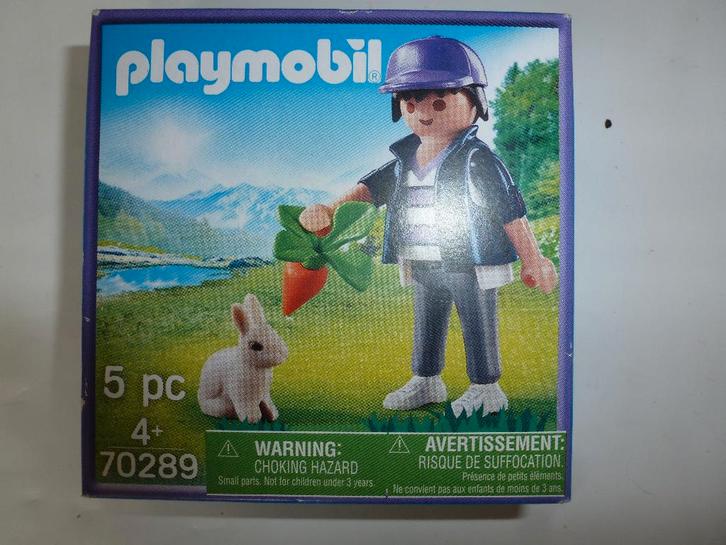 playmobil®
5 pc
4+
70289
WARNING:
CHOKING HAZARD
Small parts. Not for children under 3 years.
AVERTISSEMENT:
RISQUE DE SUFFOCATION.
Présence de petits éléments.
Ne convient pas aux enfants de moins de 3 ans.